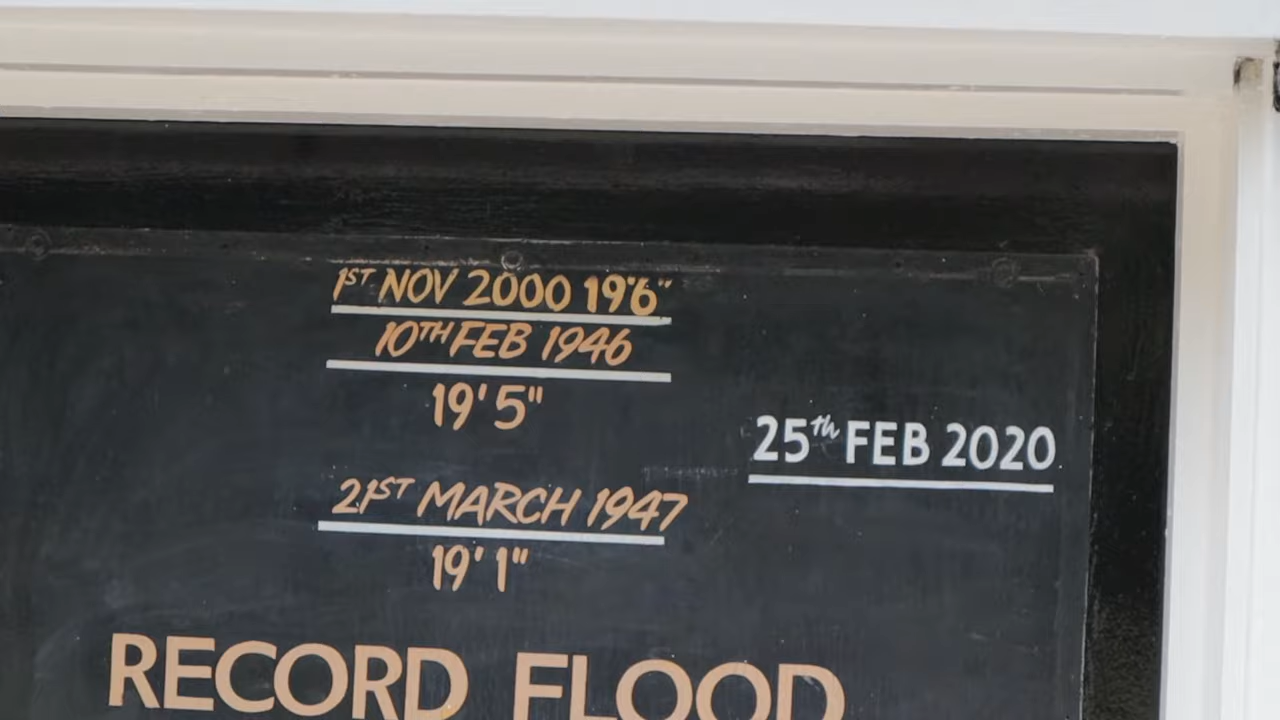 1ST NOV 2000 19'6"
10TH FEB 1946
19' 5"
25th FEB 2020
21ST MARCH 1947
19' 1"
RECORD FLOOD